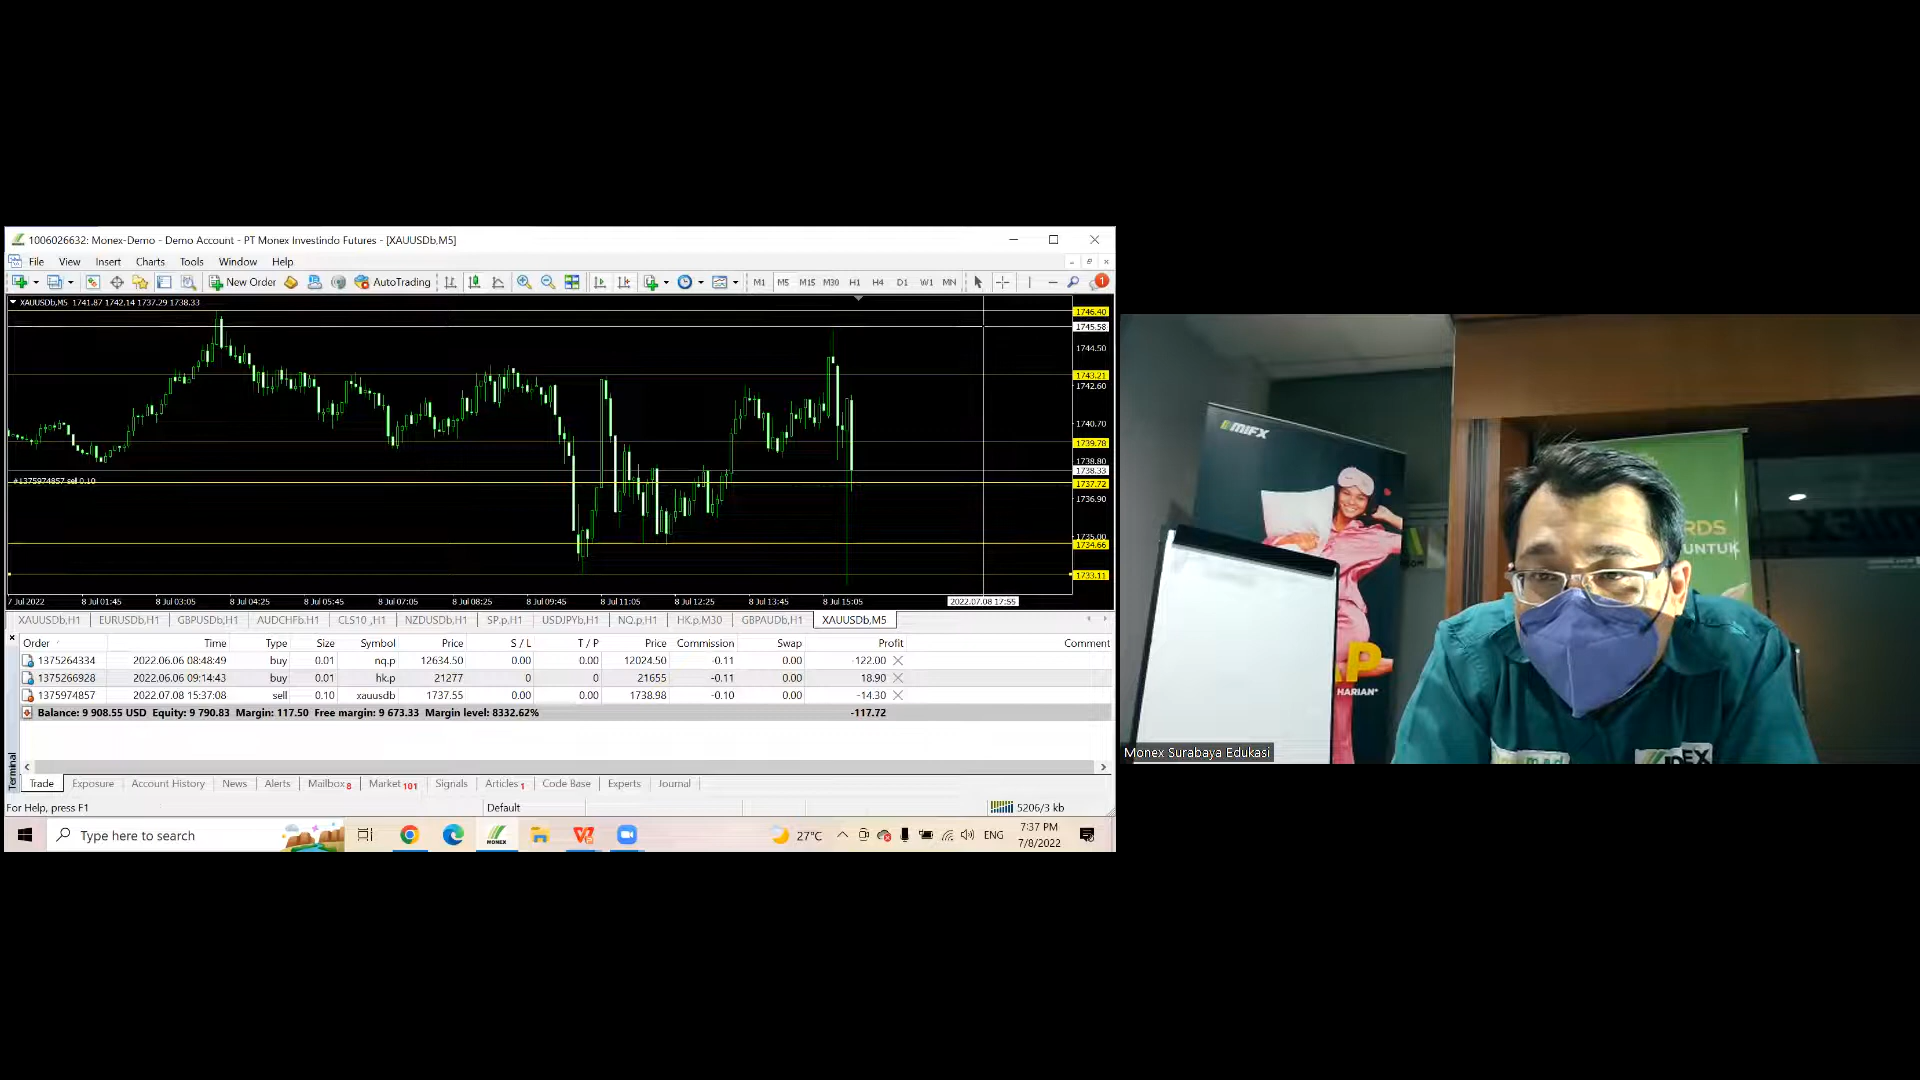 1006026632: Monex-Demo - Demo Account - PT Monex Investindo Futures - [XAUUSDb,M5]
File View Insert Charts Tools Window Help
New Order AutoTrading M1 M5 M15 M30 H1 H4 D1 W1 MN 1
XAUUSDb,M5 1741.87 1742.14 1737.29 1738.33
1746.40
1745.58
1744.50
1743.21
1742.60
1740.70
1739.78
1738.80
1738.33
#1375974857 sell 0.10
1737.72
1736.90
1735.00
1734.66
1733.11
7 Jul 2022 8 Jul 01:45 8 Jul 03:05 8 Jul 04:25 8 Jul 05:45 8 Jul 07:05 8 Jul 08:25 8 Jul 09:45 8 Jul 11:05 8 Jul 12:25 8 Jul 13:45 8 Jul 15:05 2022.07.08 17:55
XAUUSDb,H1 EURUSDb,H1 GBPUSDb,H1 AUDCHFb,H1 CLS10 ,H1 NZDUSDb,H1 SP.p,H1 USDJPYb,H1 NQ.p,H1 HK.p,M30 GBPAUDb,H1 XAUUSDb,M5
Order / Time Type Size Symbol Price S / L T / P Price Commission Swap Profit Comment
1375264334 2022.06.06 08:48:49 buy 0.01 nq.p 12634.50 0.00 0.00 12024.50 -0.11 0.00 -122.00
1375266928 2022.06.06 09:14:43 buy 0.01 hk.p 21277 0 0 21655 -0.11 0.00 18.90
1375974857 2022.07.08 15:37:08 sell 0.10 xauusdb 1737.55 0.00 0.00 1738.98 -0.10 0.00 -14.30
Balance: 9 908.55 USD Equity: 9 790.83 Margin: 117.50 Free margin: 9 673.33 Margin level: 8332.62% -117.72
Terminal
Trade Exposure Account History News Alerts Mailbox 8 Market 101 Signals Articles 1 Code Base Experts Journal
For Help, press F1 Default 5206/3 kb
Type here to search MONEX 27°C ENG 7:37 PM
7/8/2022
MIFX
RDS
UNTUK
AP
HARIAN*
Monex Surabaya Edukasi